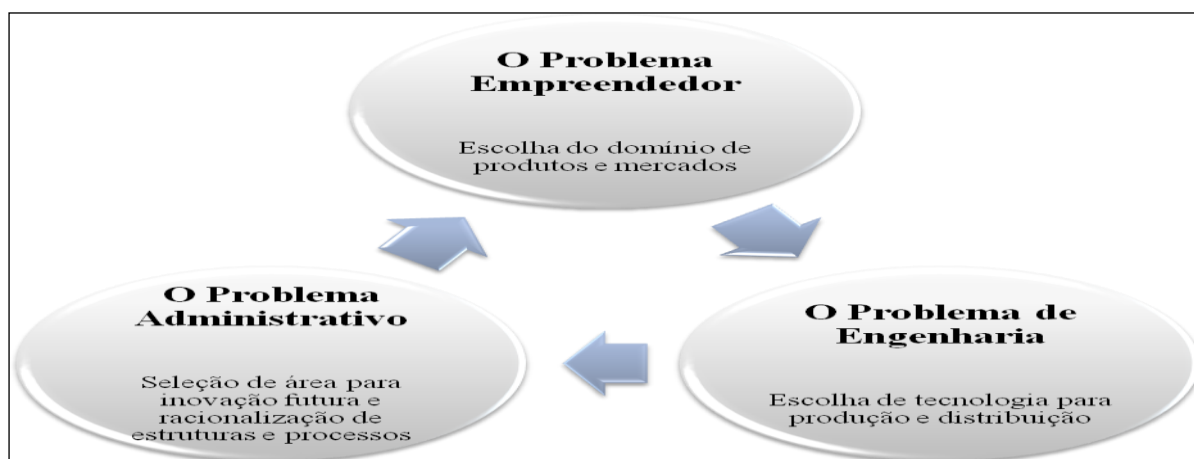 O Problema
Empreendedor
Escolha do domínio de
produtos e mercados
O Problema
Administrativo
Seleção de área para
inovação futura e
racionalização de
estruturas e processos
O Problema de
Engenharia
Escolha de tecnologia para
produção e distribuição